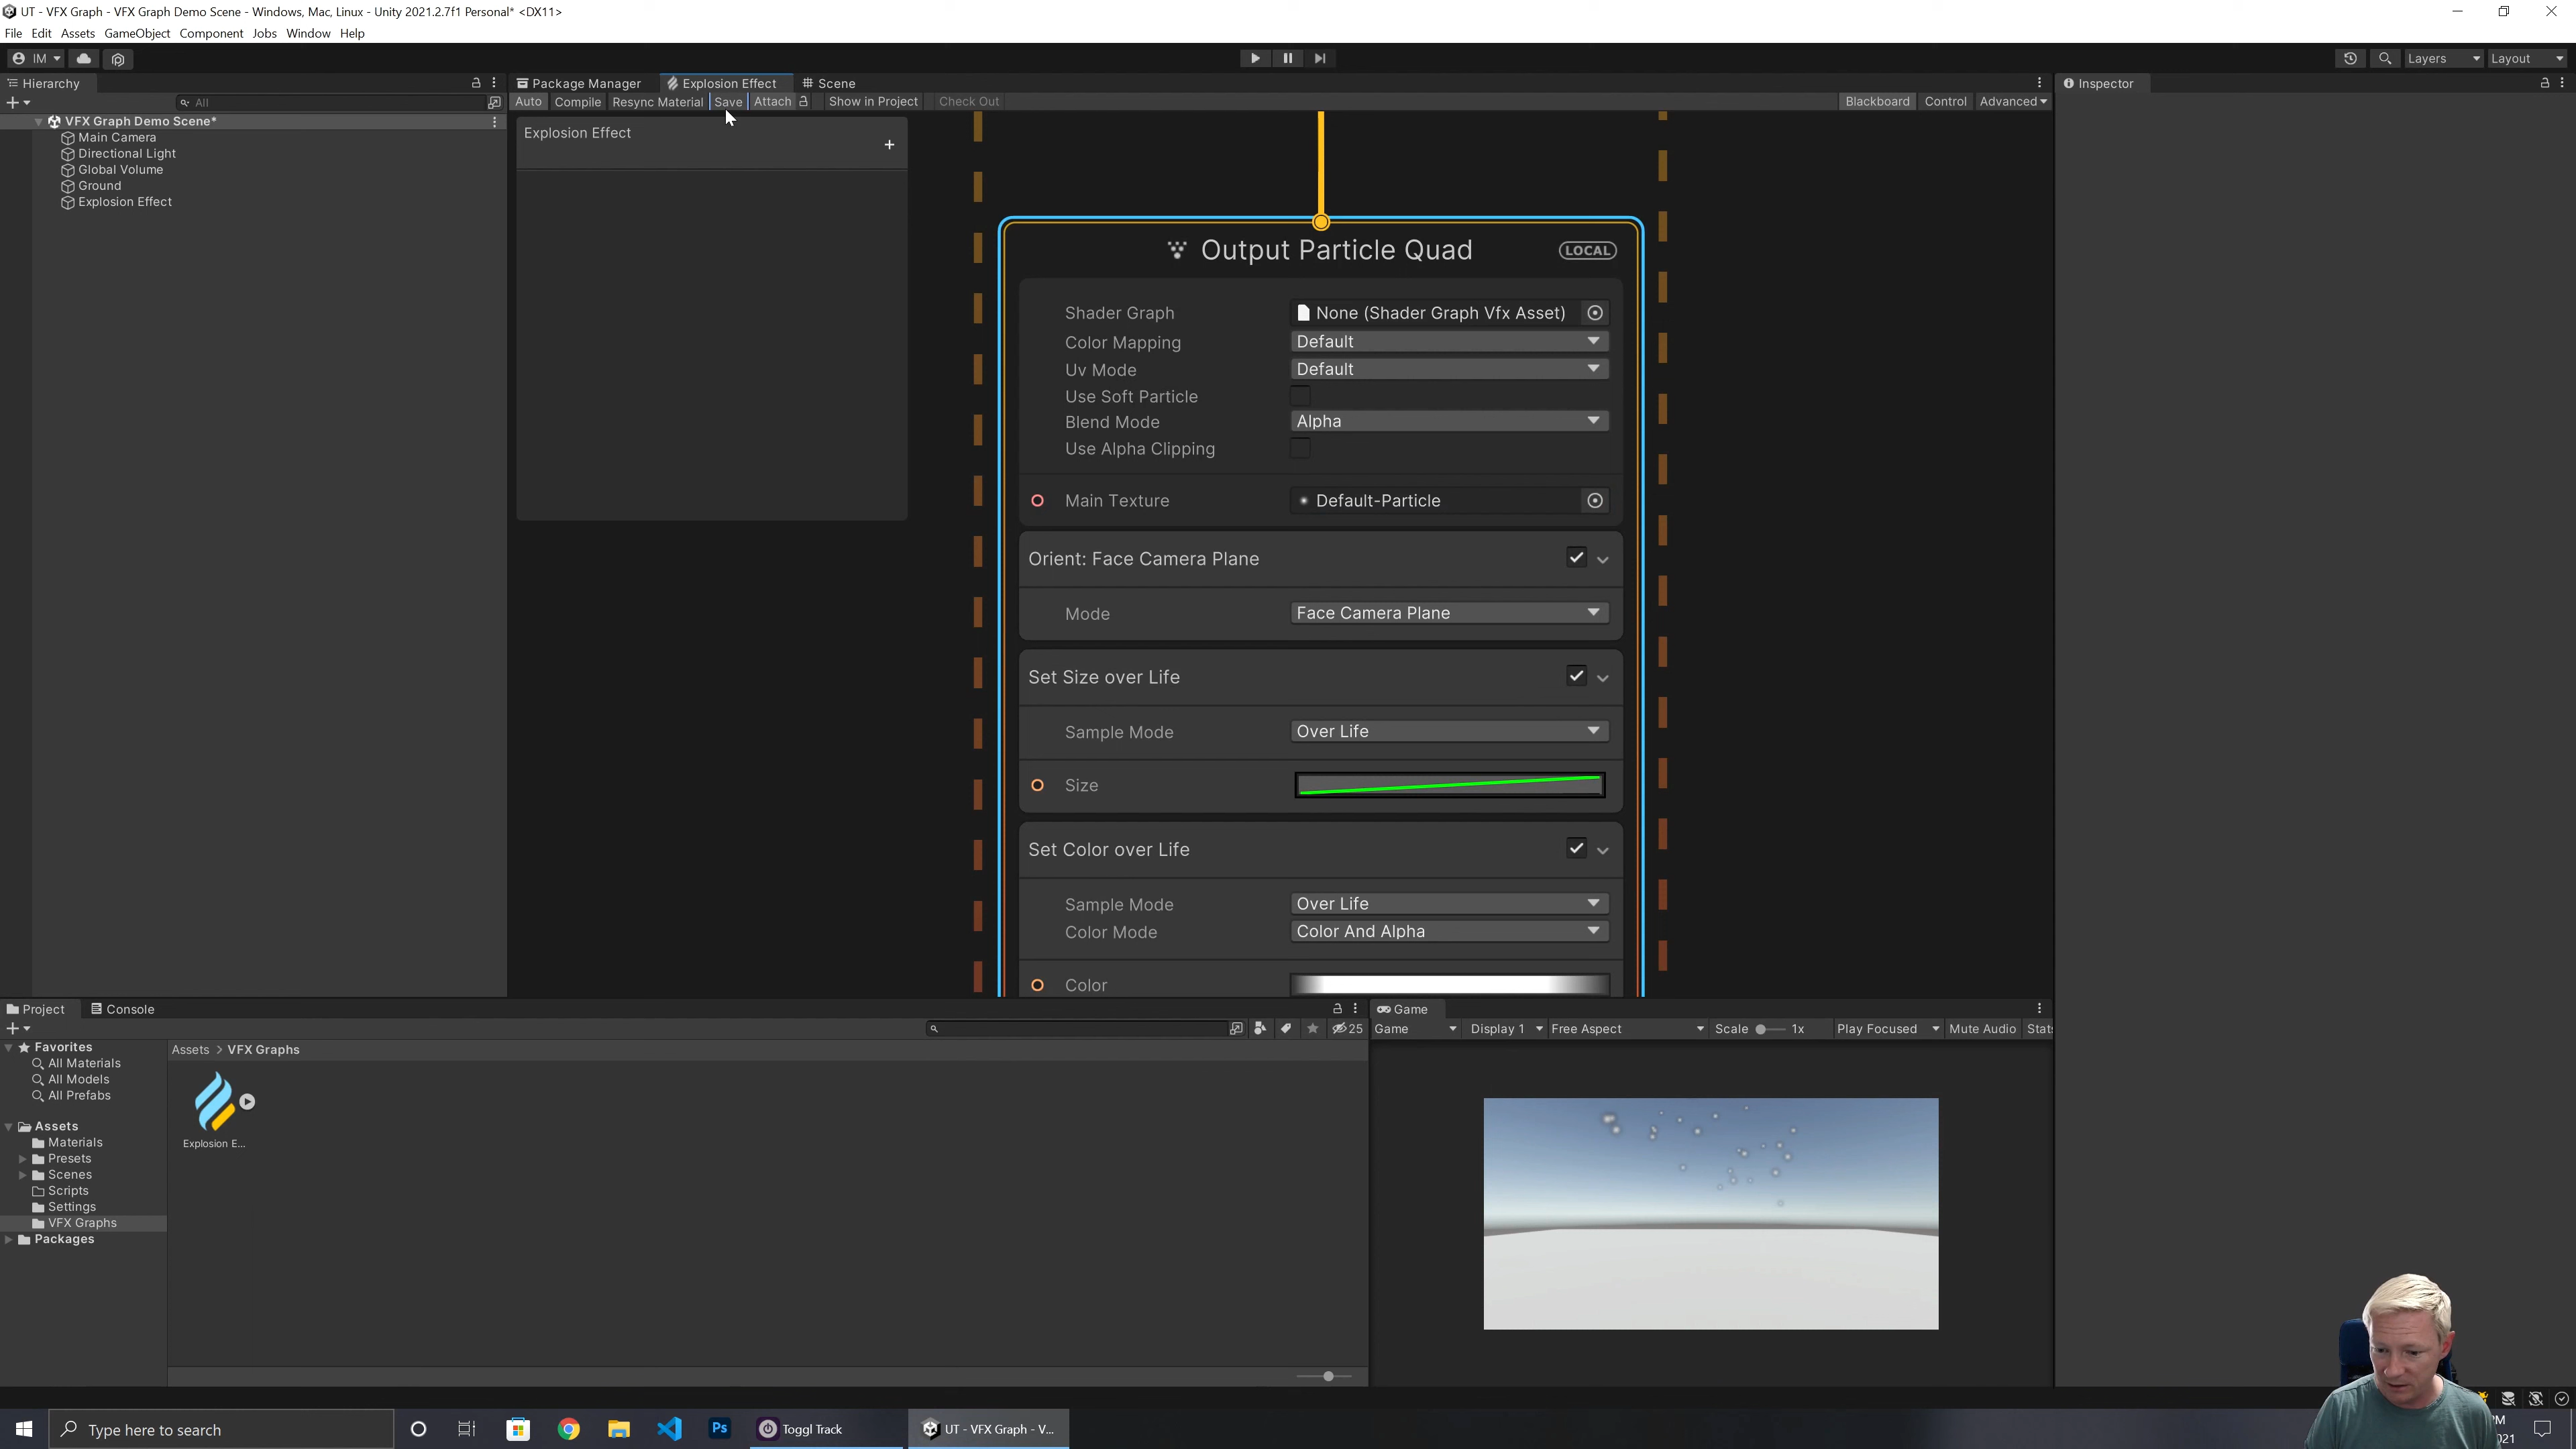 UT - VFX Graph - VFX Graph Demo Scene - Windows, Mac, Linux - Unity 2021.2.7f1 Personal* <DX11>
File Edit Assets GameObject Component Jobs Window Help
IM Layers Layout
Hierarchy Package Manager Explosion Effect Scene Inspector
All Auto Compile Resync Material Save Attach Show in Project Check Out Blackboard Control Advanced
VFX Graph Demo Scene*
Main Camera
Directional Light
Global Volume
Ground
Explosion Effect
Explosion Effect
+
Output Particle Quad LOCAL
Shader Graph None (Shader Graph Vfx Asset)
Color Mapping Default
Uv Mode Default
Use Soft Particle
Blend Mode Alpha
Use Alpha Clipping
Main Texture Default-Particle
Orient: Face Camera Plane
Mode Face Camera Plane
Set Size over Life
Sample Mode Over Life
Size
Set Color over Life
Sample Mode Over Life
Color Mode Color And Alpha
Color
Project Console
25
Favorites
All Materials
All Models
All Prefabs
Assets
Materials
Presets
Scenes
Scripts
Settings
VFX Graphs
Packages
Assets > VFX Graphs
Explosion E...
Game
Game Display 1 Free Aspect Scale 1x Play Focused Mute Audio Stats
Type here to search
Ps
Toggl Track
UT - VFX Graph - V...
PM
021